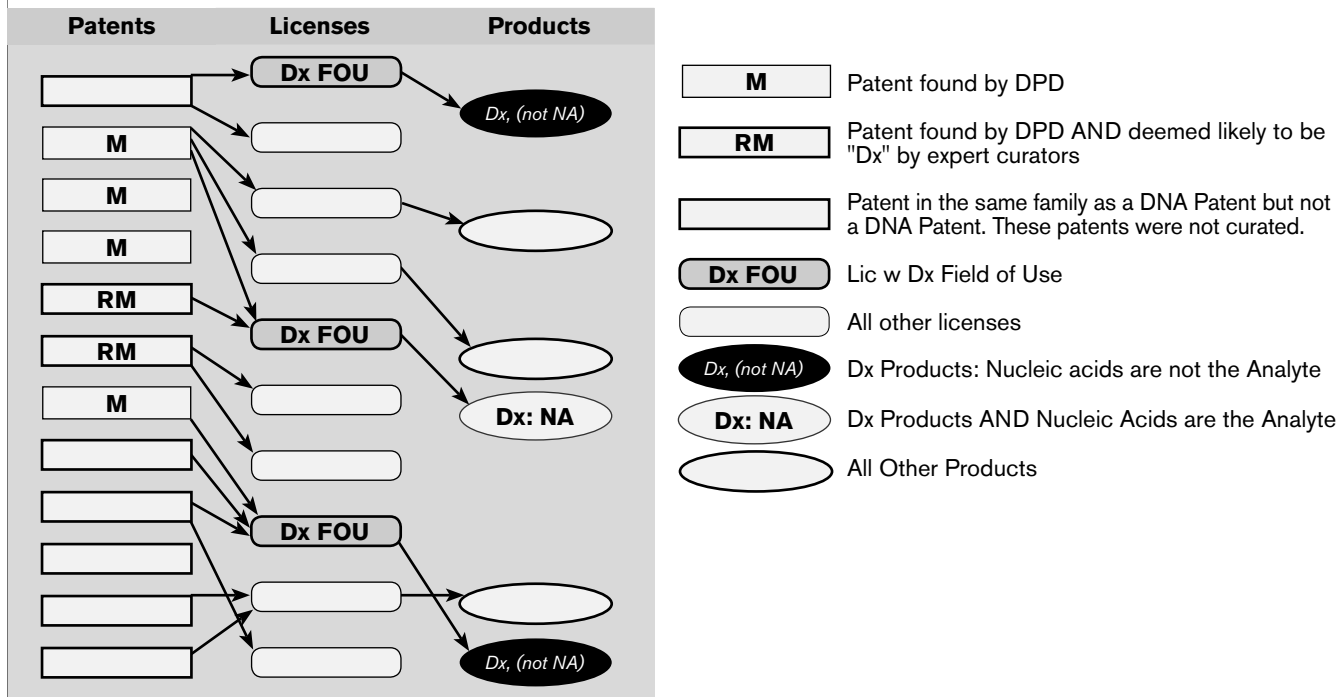 Patents Licenses Products
Dx FOU
Dx, (not NA)
M
M
M
RM
Dx FOU
RM
M
Dx: NA
Dx FOU
Dx, (not NA)
M Patent found by DPD
RM Patent found by DPD AND deemed likely to be
"Dx" by expert curators
Patent in the same family as a DNA Patent but not
a DNA Patent. These patents were not curated.
Dx FOU Lic w Dx Field of Use
All other licenses
Dx, (not NA) Dx Products: Nucleic acids are not the Analyte
Dx: NA Dx Products AND Nucleic Acids are the Analyte
All Other Products